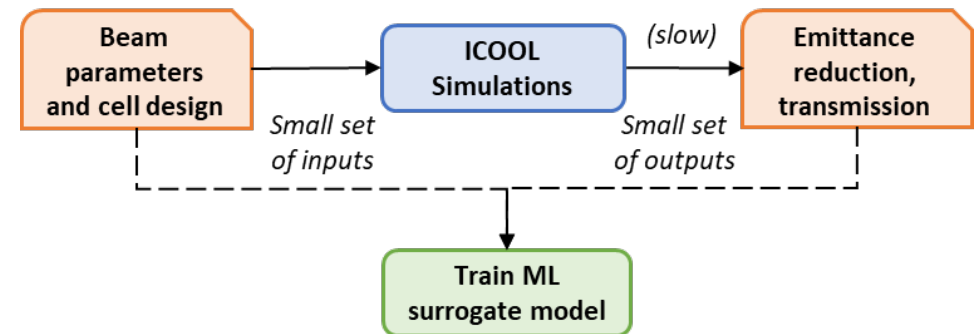 Beam
parameters
and cell design
ICOOL
Simulations
(slow)
Emittance
reduction,
transmission
Small set
of inputs
Small set
of outputs
Train ML
surrogate model